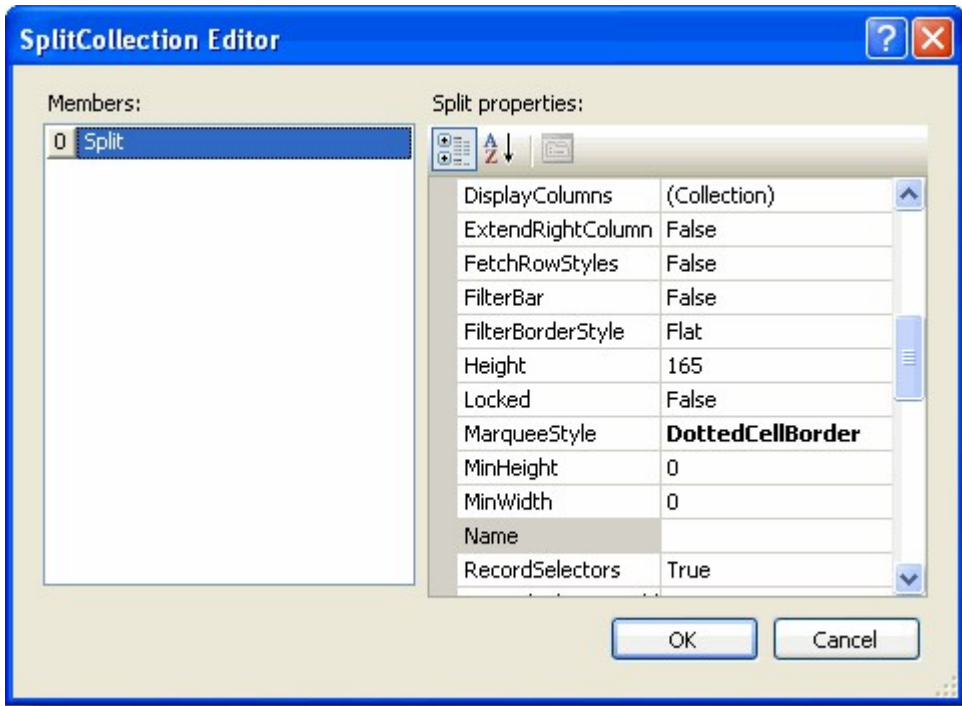 SplitCollection Editor
Members:
Split properties:
0 Split
A
Z
DisplayColumns (Collection)
ExtendRightColumn False
FetchRowStyles False
FilterBar False
FilterBorderStyle Flat
Height 165
Locked False
MarqueeStyle DottedCellBorder
MinHeight 0
MinWidth 0
Name
RecordSelectors True
OK Cancel